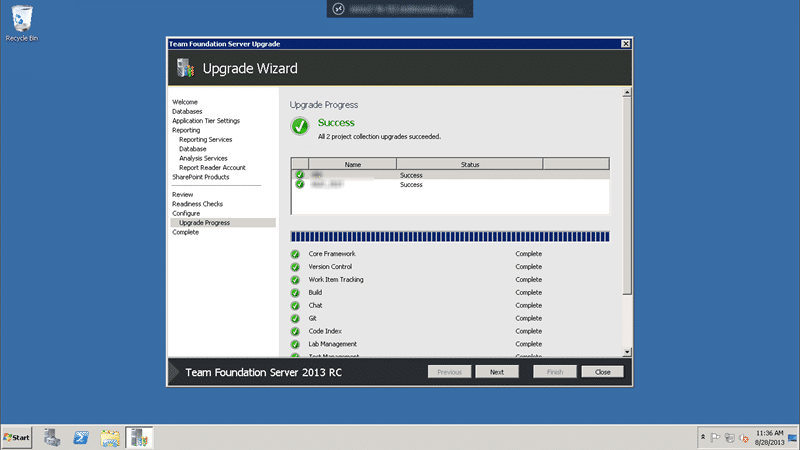 Recycle Bin
Team Foundation Server Upgrade
Upgrade Wizard
Welcome
Databases
Application Tier Settings
Reporting
Reporting Services
Database
Analysis Services
Report Reader Account
SharePoint Products
Review
Readiness Checks
Configure
Upgrade Progress
Complete
Upgrade Progress
Success
All 2 project collection upgrades succeeded.
Name Status
Success
Success
Core Framework Complete
Version Control Complete
Work Item Tracking Complete
Build Complete
Chat Complete
Git Complete
Code Index Complete
Lab Management Complete
Test Management Complete
Team Foundation Server 2013 RC
Previous Next Finish Close
Start
11:36 AM
8/28/2013